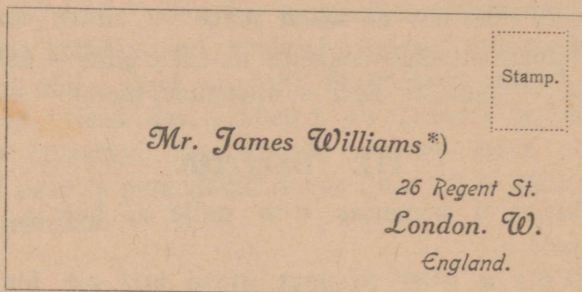 Stamp.
Mr. James Williams*)
26 Regent St.
London. W.
England.